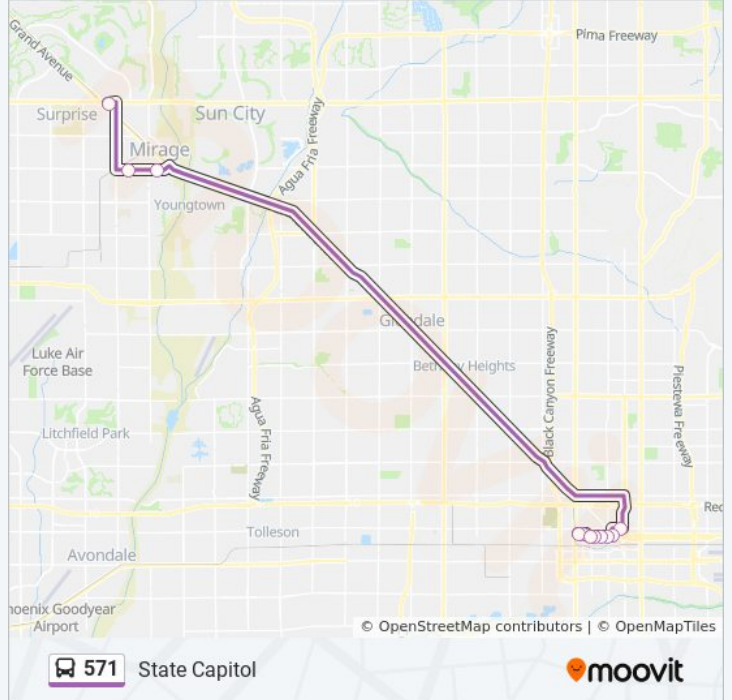 Grand Avenue
Pima Freeway
Surprise
Sun City
Mirage
Agua Fria Freeway
Youngtown
Glendale
Luke Air
Force Base
Bethany Heights
Black Canyon Freeway
Piestewa Freeway
Litchfield Park
Agua Fria Freeway
Red
Tolleson
Avondale
hoenix Goodyear
Airport
© OpenStreetMap contributors | © OpenMapTiles
571 State Capitol
moovit